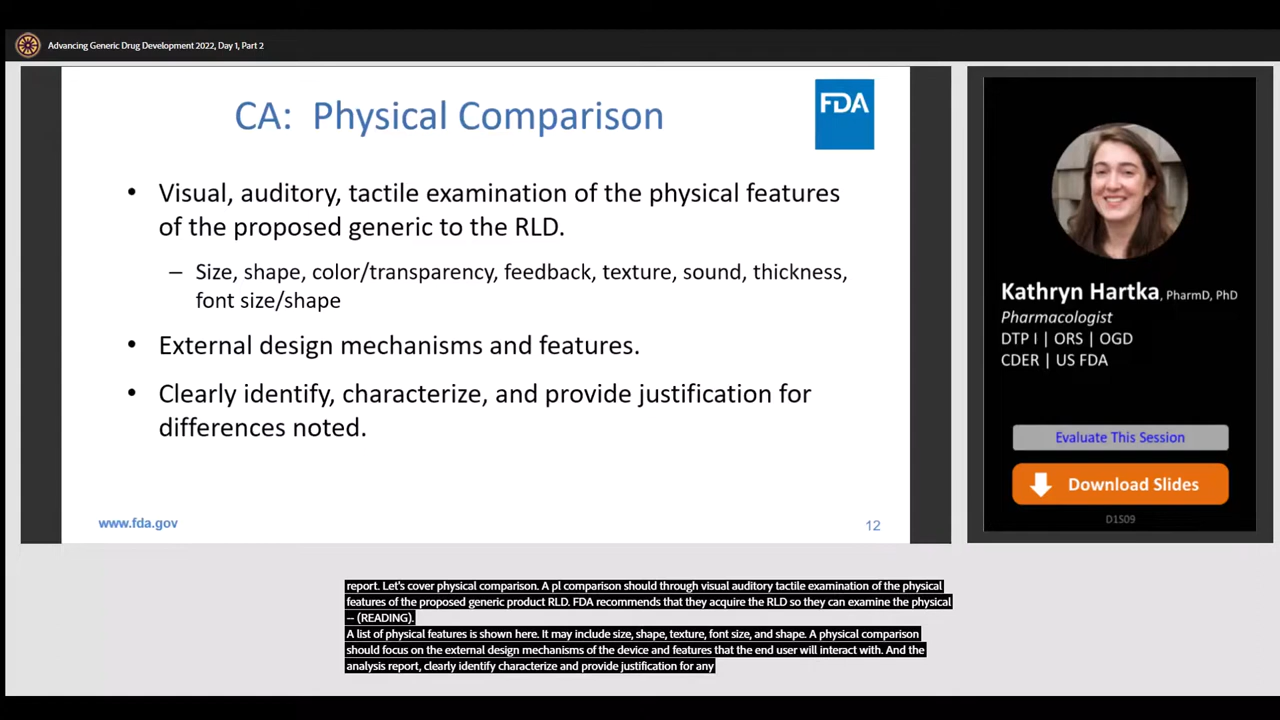 Advancing Generic Drug Development 2022, Day 1, Part 2
CA: Physical Comparison
FDA
• Visual, auditory, tactile examination of the physical features
of the proposed generic to the RLD.
– Size, shape, color/transparency, feedback, texture, sound, thickness,
font size/shape
• External design mechanisms and features.
• Clearly identify, characterize, and provide justification for
differences noted.
www.fda.gov
12
Kathryn Hartka, PharmD, PhD
Pharmacologist
DTP I | ORS | OGD
CDER | US FDA
Evaluate This Session
Download Slides
D1S09
report. Let's cover physical comparison. A pl comparison should through visual auditory tactile examination of the physical
features of the proposed generic product RLD. FDA recommends that they acquire the RLD so they can examine the physical
-- (READING).
A list of physical features is shown here. It may include size, shape, texture, font size, and shape. A physical comparison
should focus on the external design mechanisms of the device and features that the end user will interact with. And the
analysis report, clearly identify characterize and provide justification for any